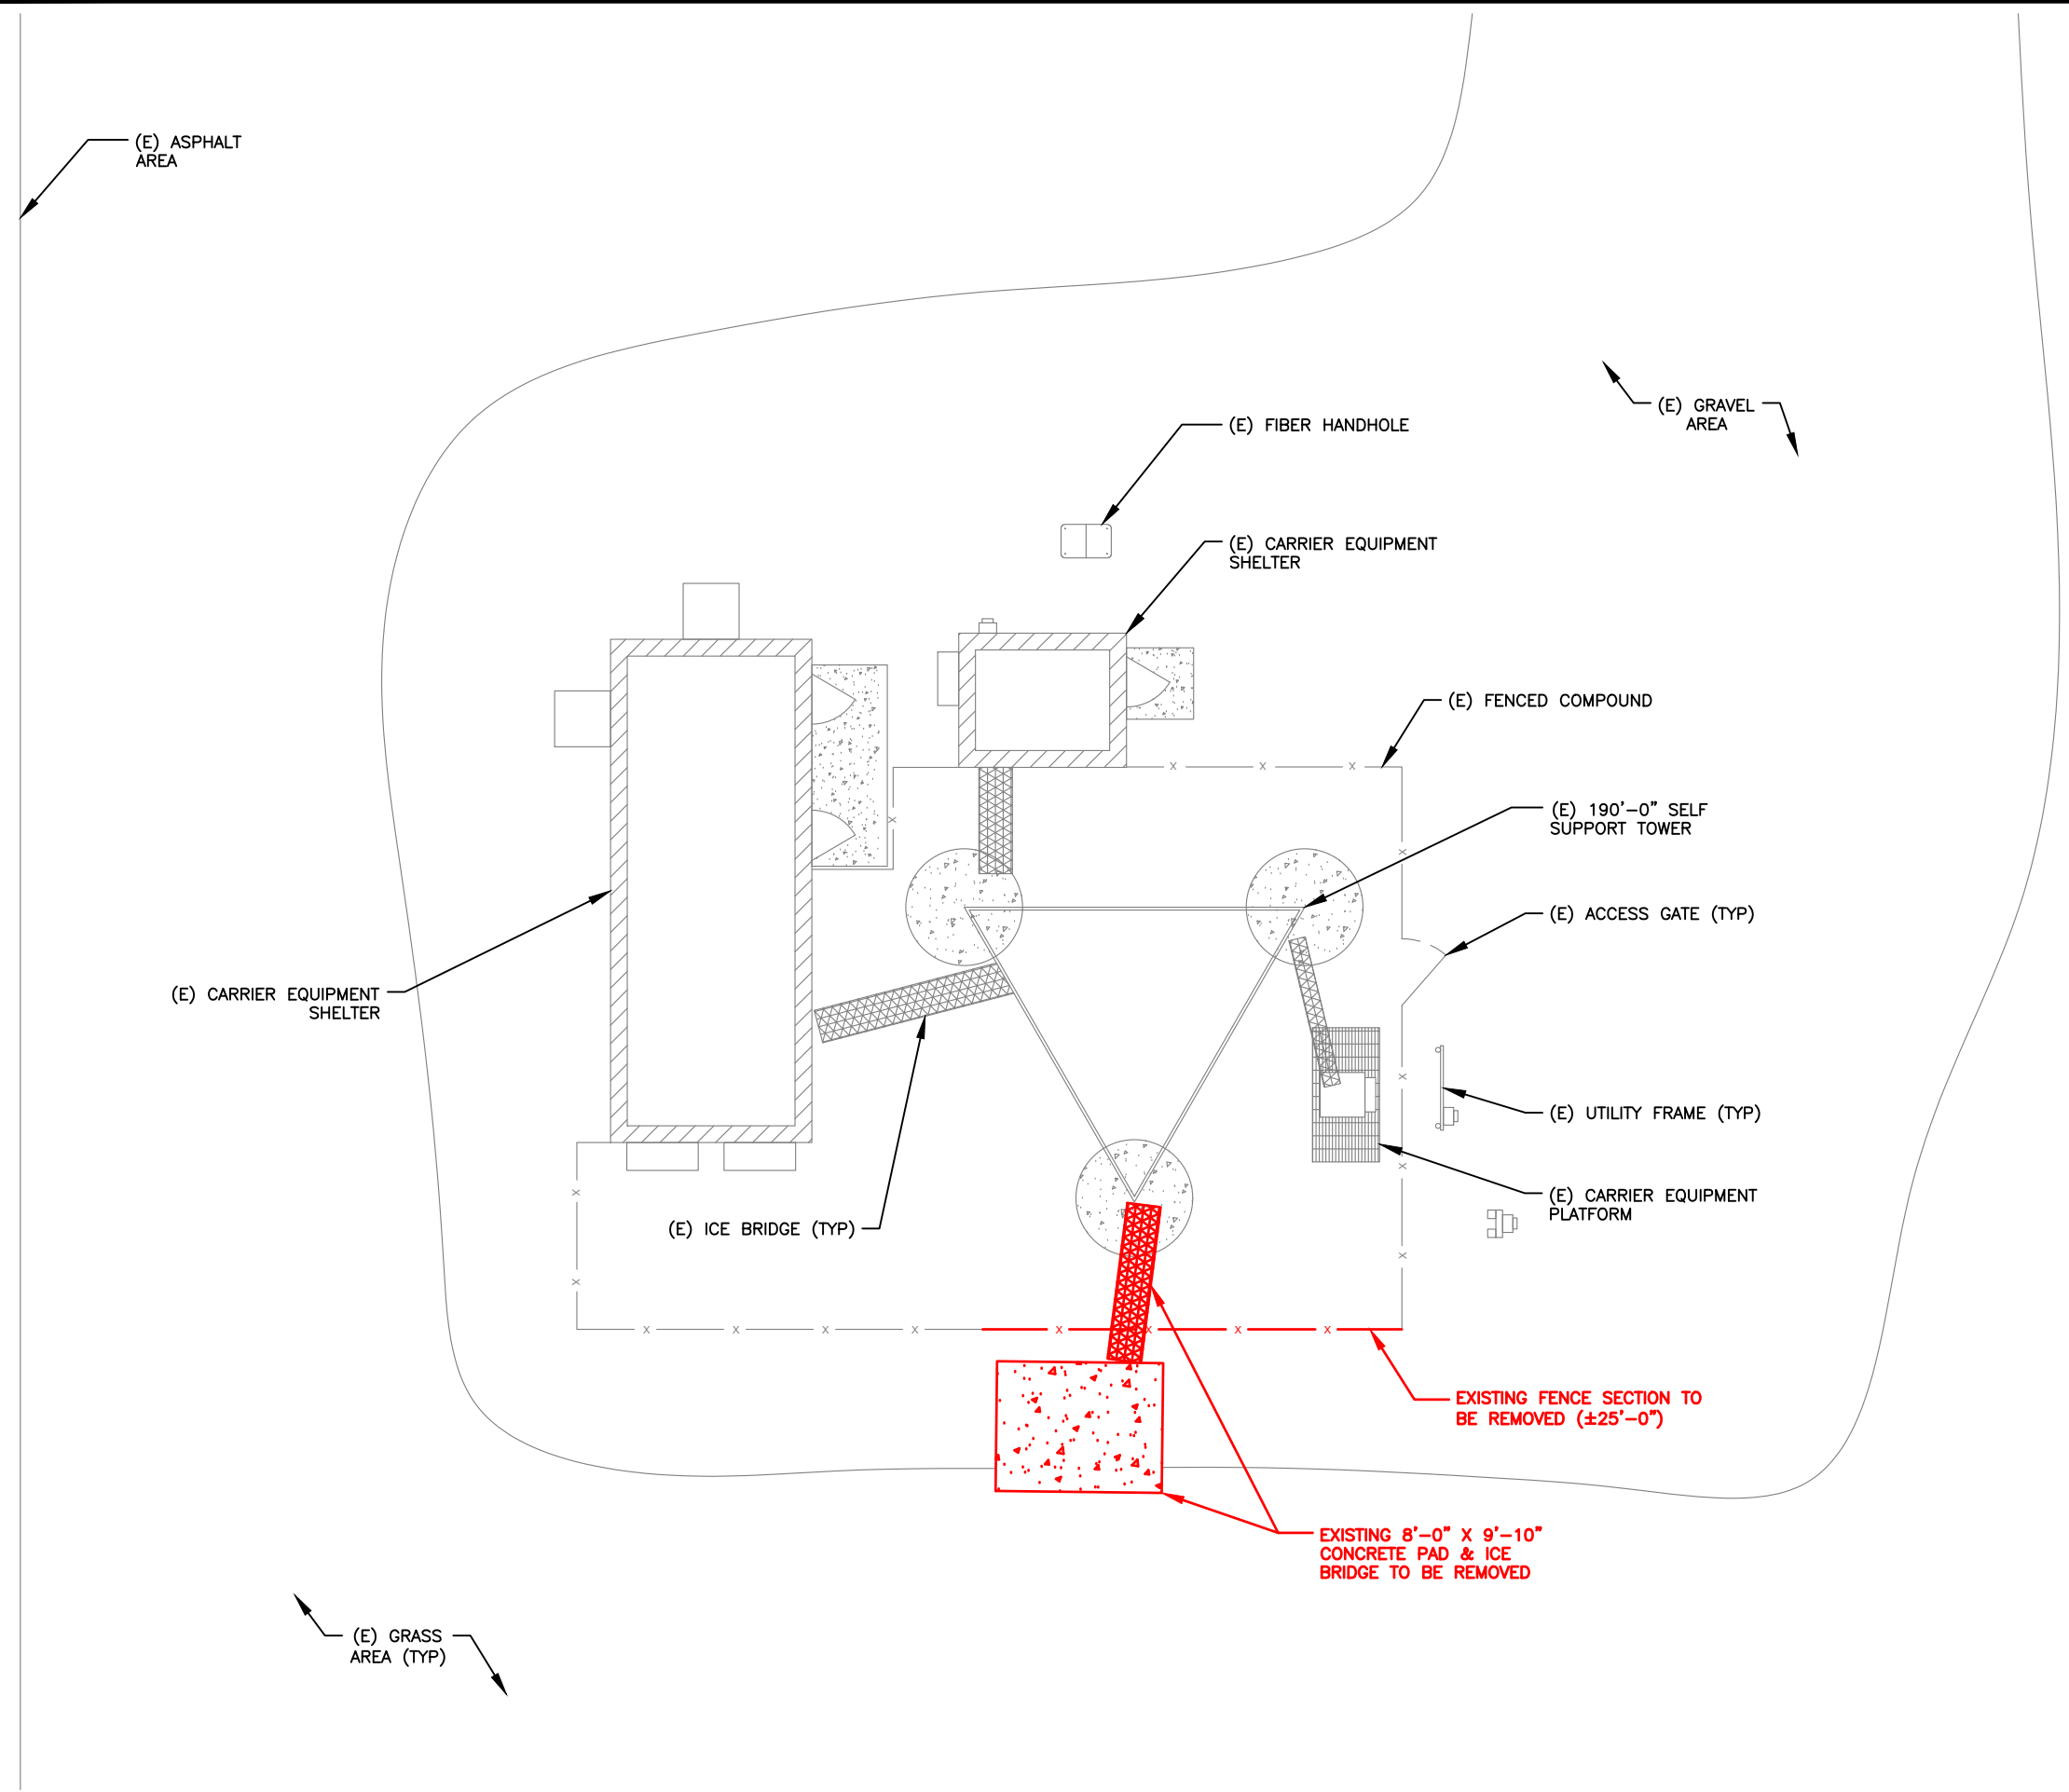 (E) ASPHALT
AREA
(E) GRAVEL
AREA
(E) FIBER HANDHOLE
(E) CARRIER EQUIPMENT
SHELTER
(E) FENCED COMPOUND
(E) 190'-0" SELF
SUPPORT TOWER
(E) ACCESS GATE (TYP)
(E) CARRIER EQUIPMENT
SHELTER
(E) UTILITY FRAME (TYP)
(E) CARRIER EQUIPMENT
PLATFORM
(E) ICE BRIDGE (TYP)
EXISTING FENCE SECTION TO
BE REMOVED (±25'-0")
EXISTING 8'-0" X 9'-10"
CONCRETE PAD & ICE
BRIDGE TO BE REMOVED
(E) GRASS
AREA (TYP)